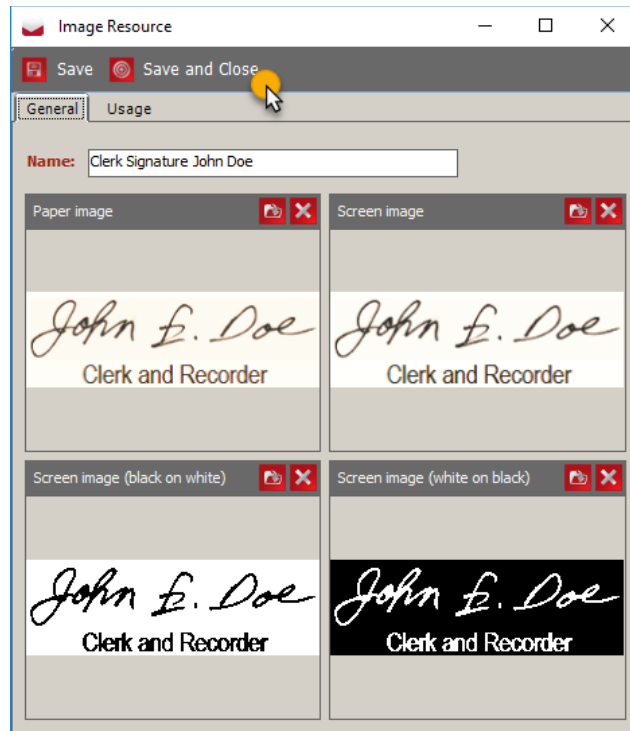 Image Resource
Save Save and Close
General Usage
Name: Clerk Signature John Doe
Paper image
John E. Doe
Clerk and Recorder
Screen image
John E. Doe
Clerk and Recorder
Screen image (black on white)
John E. Doe
Clerk and Recorder
Screen image (white on black)
John E. Doe
Clerk and Recorder